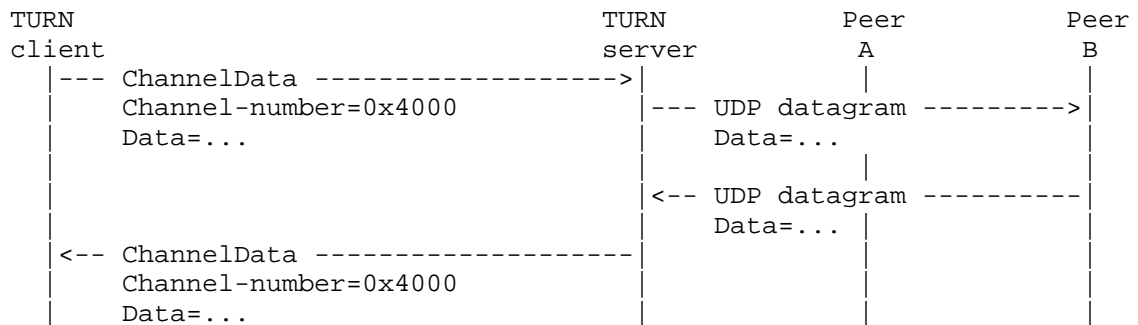 TURN                                    TURN            Peer          Peer
client                                  server           A             B
  |--- ChannelData ------------------->|               |             |
  |    Channel-number=0x4000           |--- UDP datagram --------->|
  |    Data=...                        |    Data=...                 |
  |                                    |               |             |
  |                                    |<-- UDP datagram ----------|
  |                                    |    Data=... |               |
  |<-- ChannelData --------------------|               |             |
  |    Channel-number=0x4000           |               |             |
  |    Data=...                        |               |             |